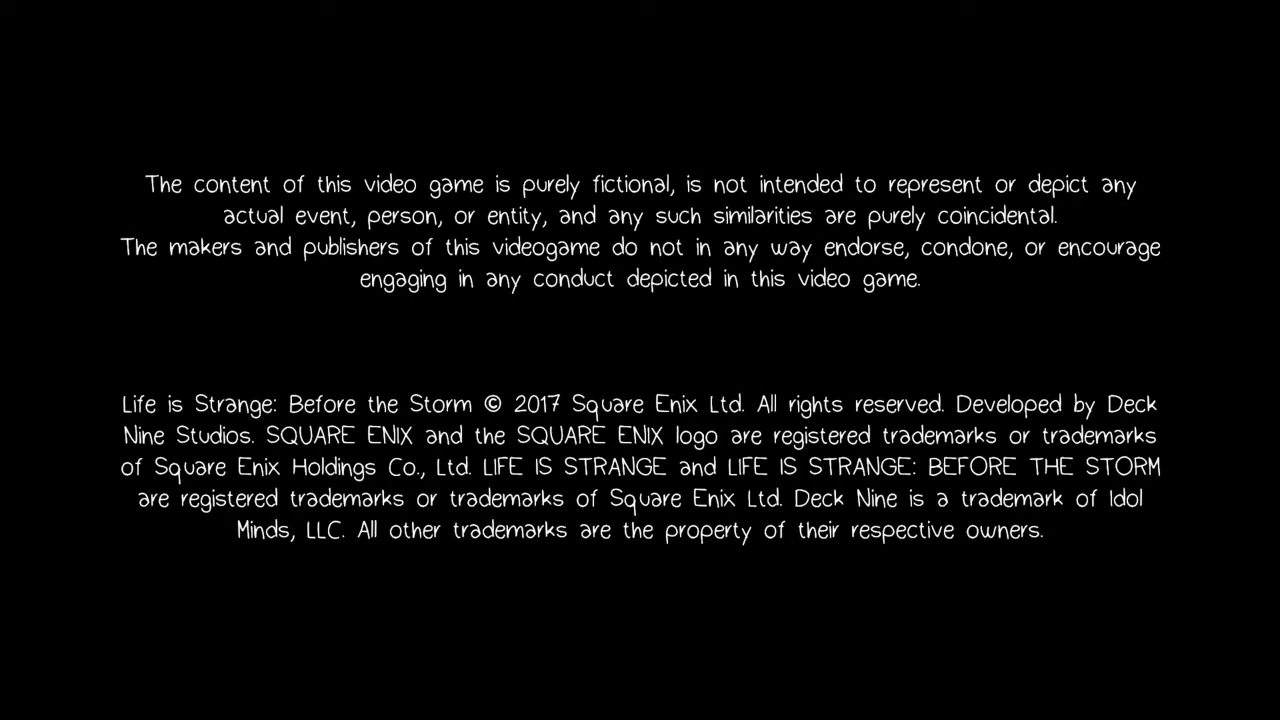 The content of this video game is purely fictional, is not intended to represent or depict any
actual event, person, or entity, and any such similarities are purely coincidental.
The makers and publishers of this videogame do not in any way endorse, condone, or encourage
engaging in any conduct depicted in this video game.
Life is Strange: Before the Storm © 2017 Square Enix Ltd. All rights reserved. Developed by Deck
Nine Studios. SQUARE ENIX and the SQUARE ENIX logo are registered trademarks or trademarks
of Square Enix Holdings Co., Ltd. LIFE IS STRANGE and LIFE IS STRANGE: BEFORE THE STORM
are registered trademarks or trademarks of Square Enix Ltd. Deck Nine is a trademark of Idol
Minds, LLC. All other trademarks are the property of their respective owners.